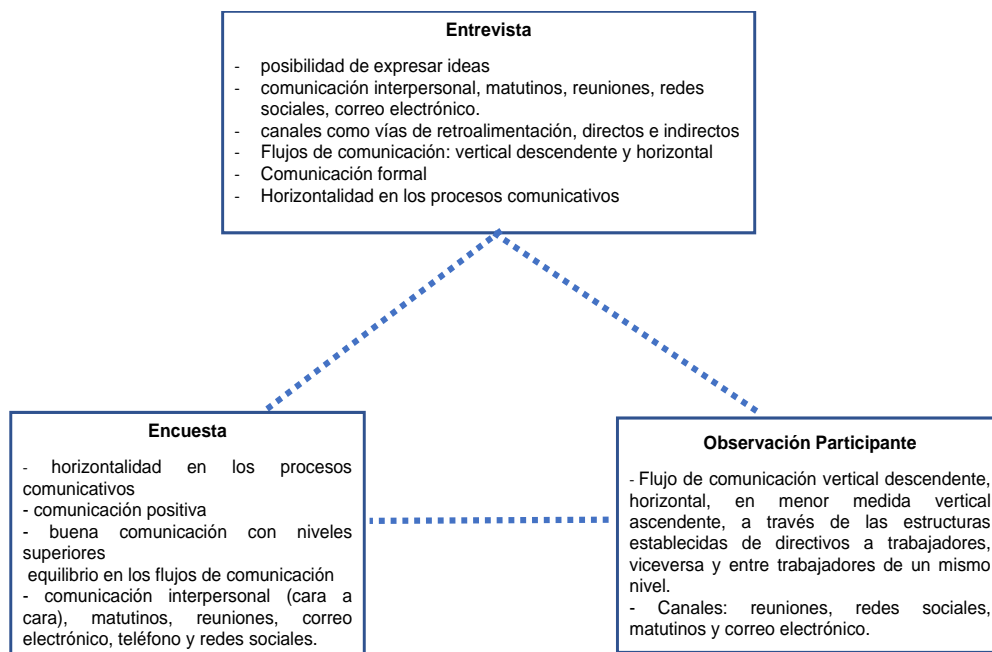 Entrevista
- posibilidad de expresar ideas
- comunicación interpersonal, matutinos, reuniones, redes
sociales, correo electrónico.
- canales como vías de retroalimentación, directos e indirectos
- Flujos de comunicación: vertical descendente y horizontal
- Comunicación formal
- Horizontalidad en los procesos comunicativos
Encuesta
- horizontalidad en los procesos
comunicativos
- comunicación positiva
- buena comunicación con niveles
superiores
equilibrio en los flujos de comunicación
- comunicación interpersonal (cara a
cara), matutinos, reuniones, correo
electrónico, teléfono y redes sociales.
Observación Participante
- Flujo de comunicación vertical descendente,
horizontal, en menor medida vertical
ascendente, a través de las estructuras
establecidas de directivos a trabajadores,
viceversa y entre trabajadores de un mismo
nivel.
- Canales: reuniones, redes sociales,
matutinos y correo electrónico.